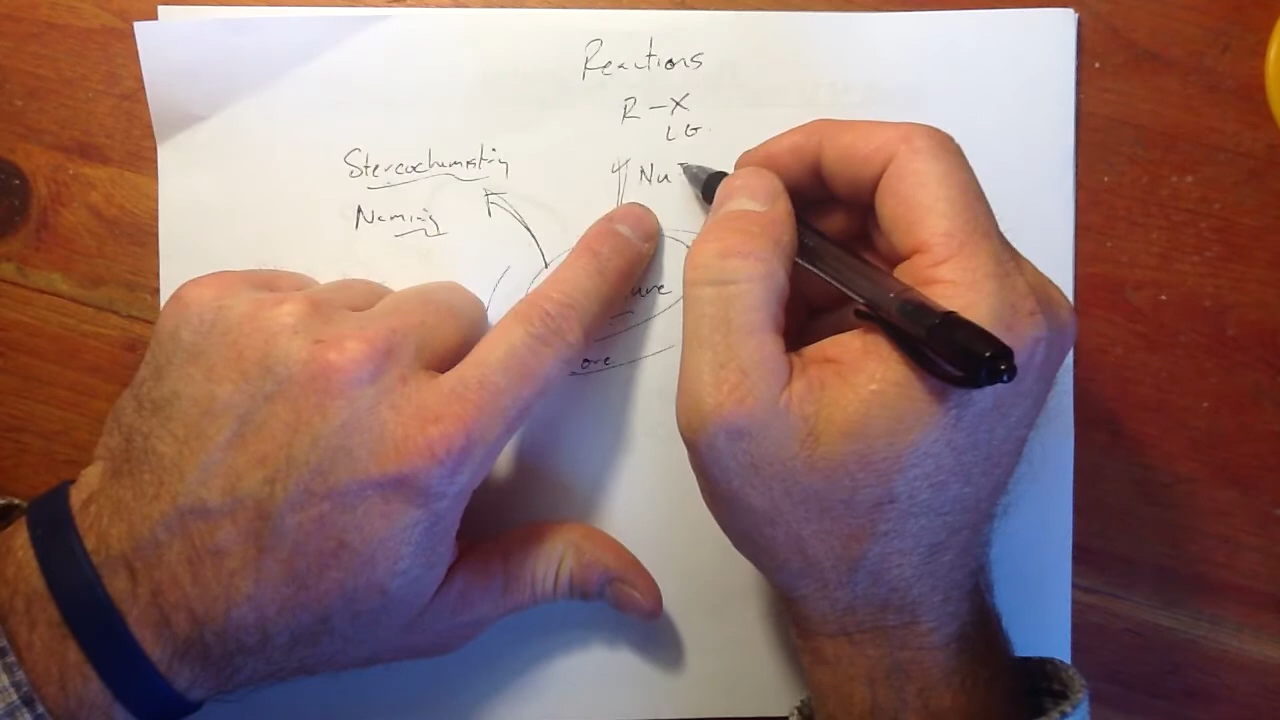 Reactions
R-X
LG.
Stereochemistry
Nu⁻
Naming
ure
ore